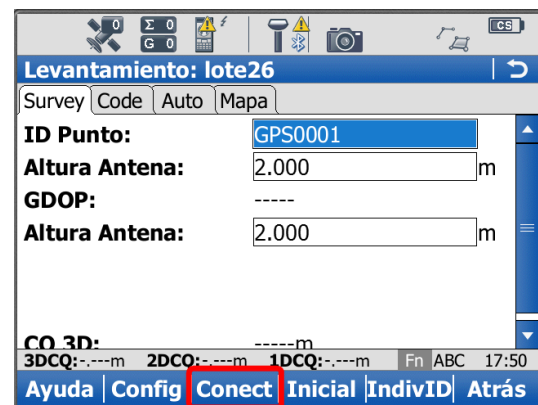 0 Σ 0 G 0 CS
Levantamiento: lote26
Survey Code Auto Mapa
ID Punto: GPS0001
Altura Antena: 2.000 m
GDOP: -----
Altura Antena: 2.000 m
CO 3D: -----m
3DCQ:-.---m 2DCQ:-.---m 1DCQ:-.---m Fn ABC 17:50
Ayuda Config Conect Inicial IndivID Atrás